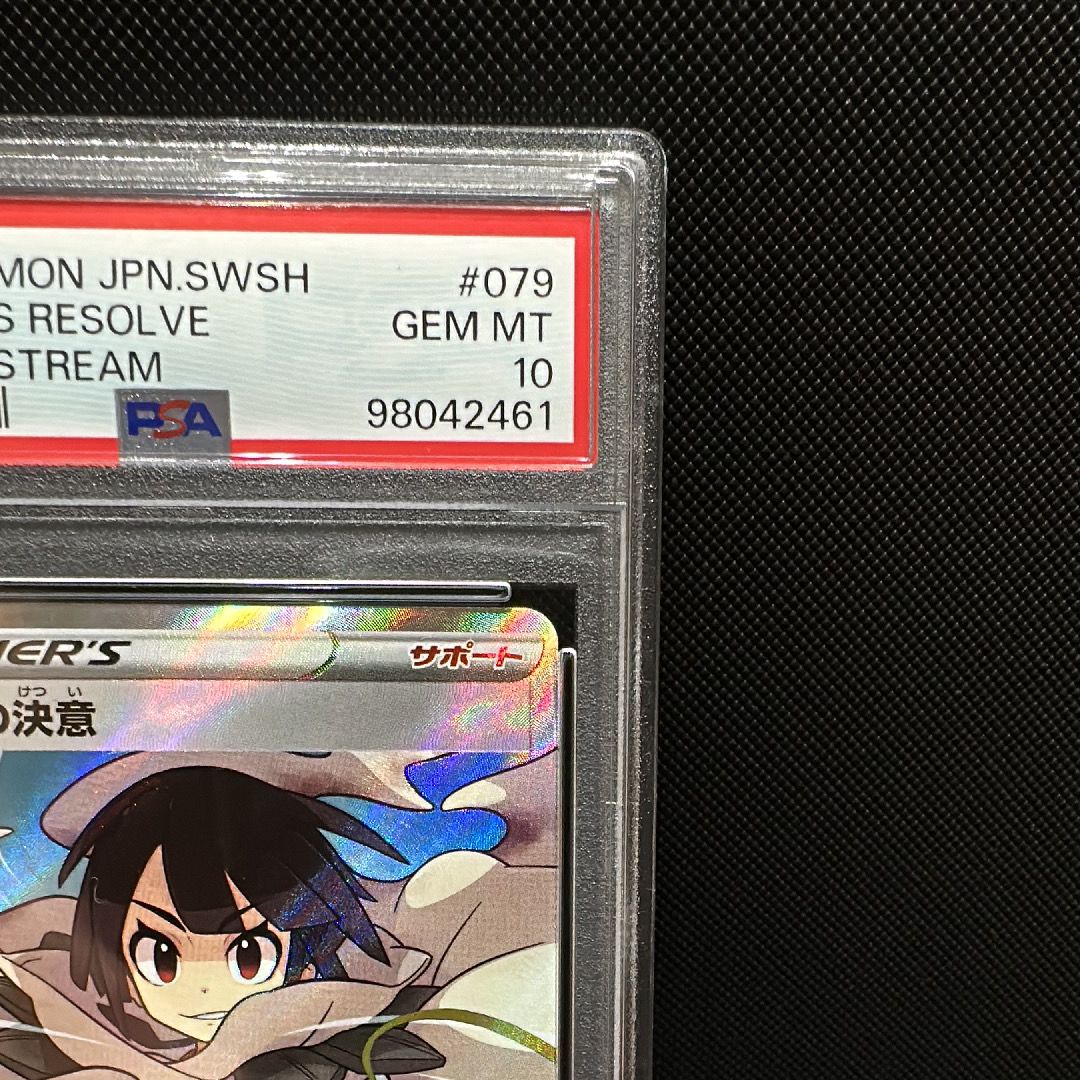 MON JPN.SWSH #079
S RESOLVE GEM MT
STREAM 10
PSA 98042461
NER'S サポート
けつ い
の決意